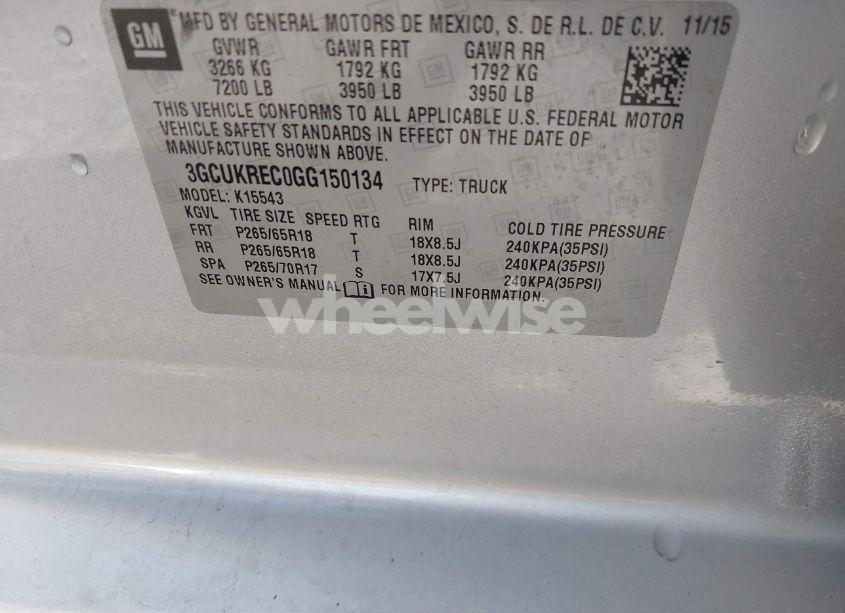 GM
*MFD BY GENERAL MOTORS DE MEXICO, S. DE R.L. DE C.V. 11/15
GVWR GAWR FRT GAWR RR
3266 KG 1792 KG 1792 KG
7200 LB 3950 LB 3950 LB
THIS VEHICLE CONFORMS TO ALL APPLICABLE U.S. FEDERAL MOTOR
VEHICLE SAFETY STANDARDS IN EFFECT ON THE DATE OF
MANUFACTURE SHOWN ABOVE.
3GCUKREC0GG150134 TYPE: TRUCK
MODEL: K15543
KGVL TIRE SIZE SPEED RTG RIM COLD TIRE PRESSURE
FRT P265/65R18 T 18X8.5J 240KPA(35PSI)
RR P265/65R18 T 18X8.5J 240KPA(35PSI)
SPA P265/70R17 S 17X7.5J 240KPA(35PSI)
SEE OWNER'S MANUAL FOR MORE INFORMATION.
wheelwise